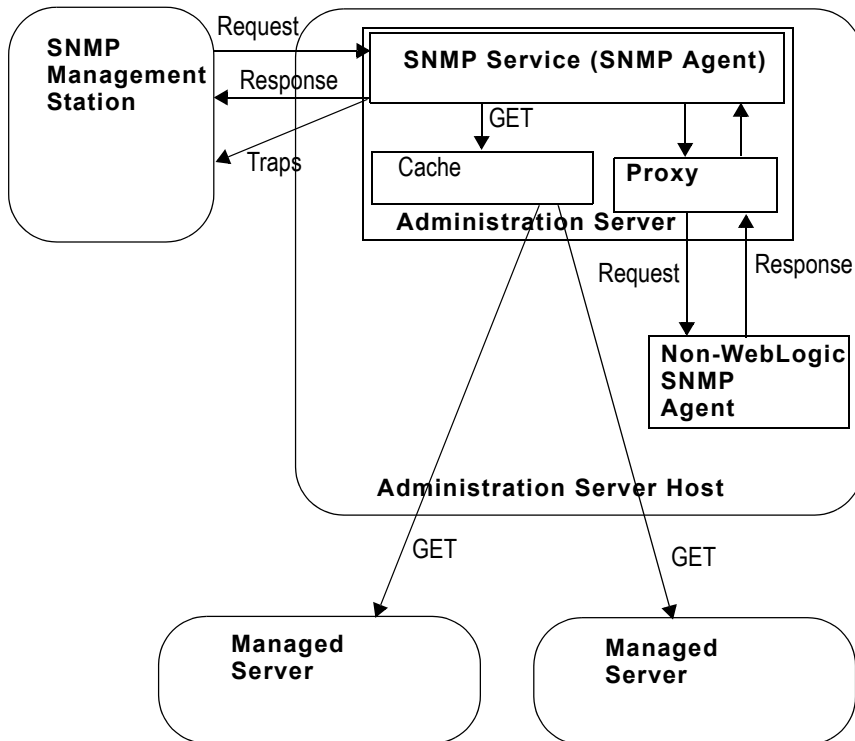 Request
SNMP
Management
Station
SNMP Service (SNMP Agent)
Response
GET
Traps
Cache
Proxy
Administration Server
Request
Response
Non-WebLogic
SNMP
Agent
Administration Server Host
GET
GET
Managed
Server
Managed
Server